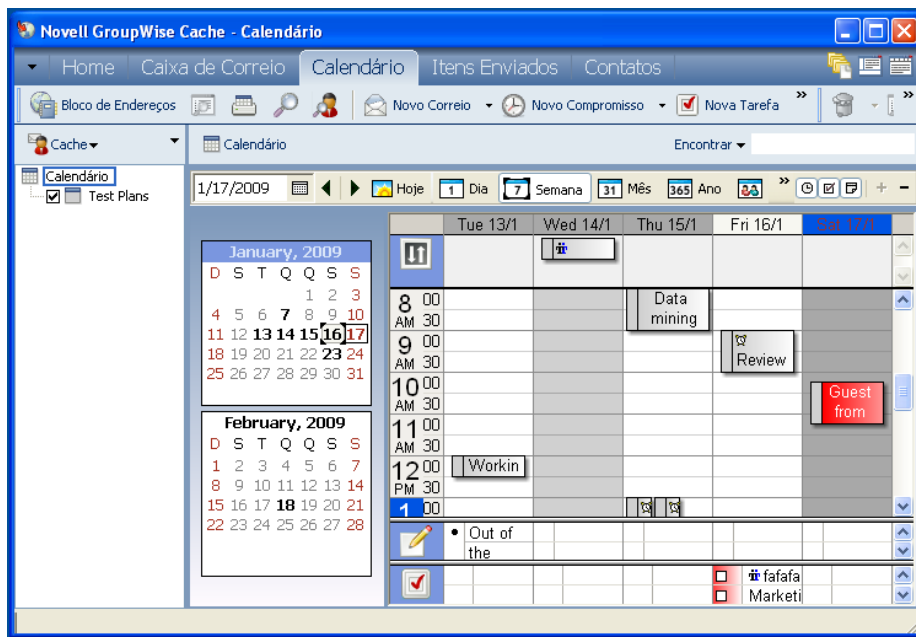 Novell GroupWise Cache - Calendário
Home Caixa de Correio Calendário Itens Enviados Contatos
Bloco de Endereços Novo Correio Novo Compromisso Nova Tarefa »
»
Cache Calendário Encontrar
Calendário
Test Plans
1/17/2009 Hoje 1 Dia 7 Semana 31 Mês 365 Ano »
Tue 13/1 Wed 14/1 Thu 15/1 Fri 16/1 Sat 17/1
January, 2009
D S T Q Q S S
1 2 3
4 5 6 7 8 9 10
11 12 13 14 15 16 17
18 19 20 21 22 23 24
25 26 27 28 29 30 31
February, 2009
D S T Q Q S S
1 2 3 4 5 6 7
8 9 10 11 12 13 14
15 16 17 18 19 20 21
22 23 24 25 26 27 28
8 00
AM 30
9 00
AM 30
10 00
AM 30
11 00
AM 30
12 00
PM 30
1 00
Data
mining
Review
Guest
from
Workin
Out of
the
fafafa
Marketi